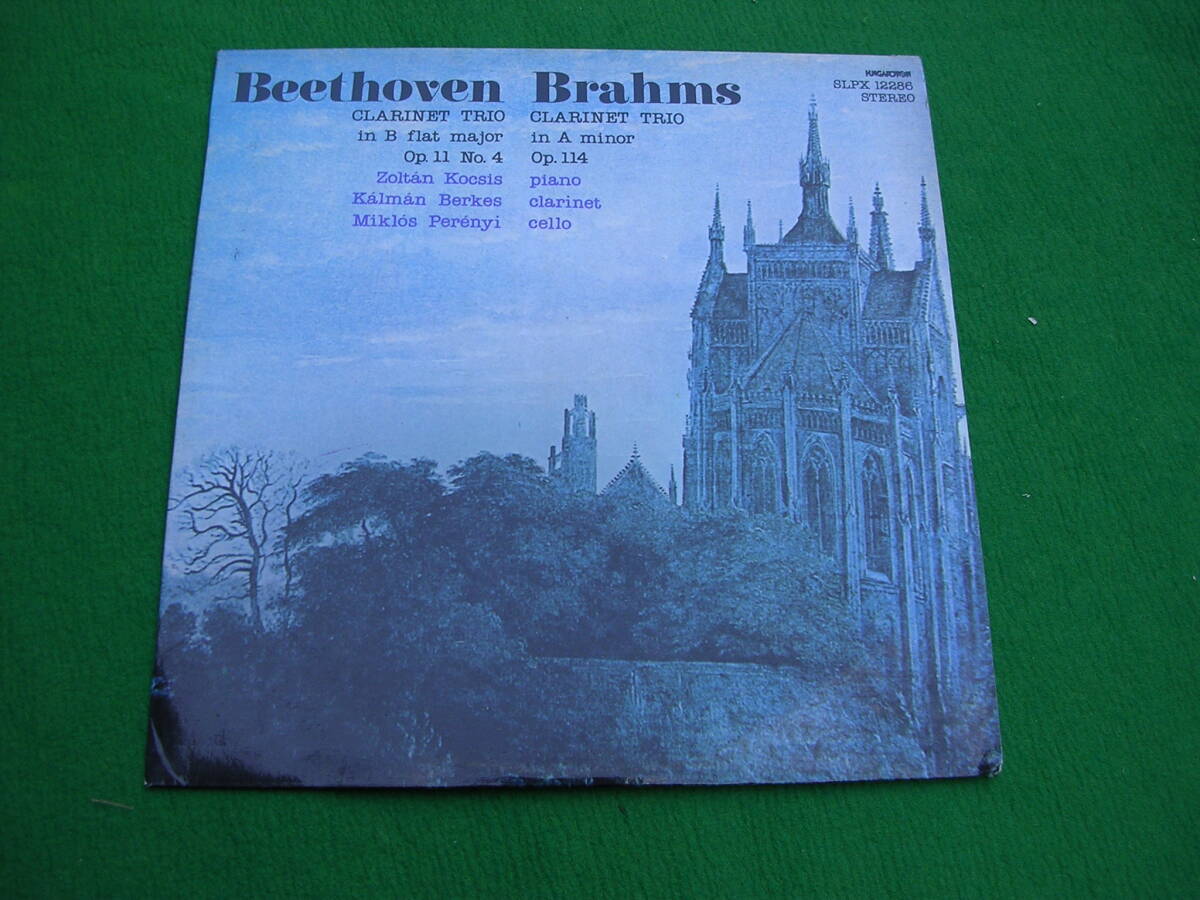 Beethoven Brahms
CLARINET TRIO CLARINET TRIO
in B flat major in A minor
Op. 11 No. 4 Op. 114
Zoltán Kocsis piano
Kálmán Berkes clarinet
Miklós Perényi cello
HUNGAROTON
SLPX 12286
STEREO